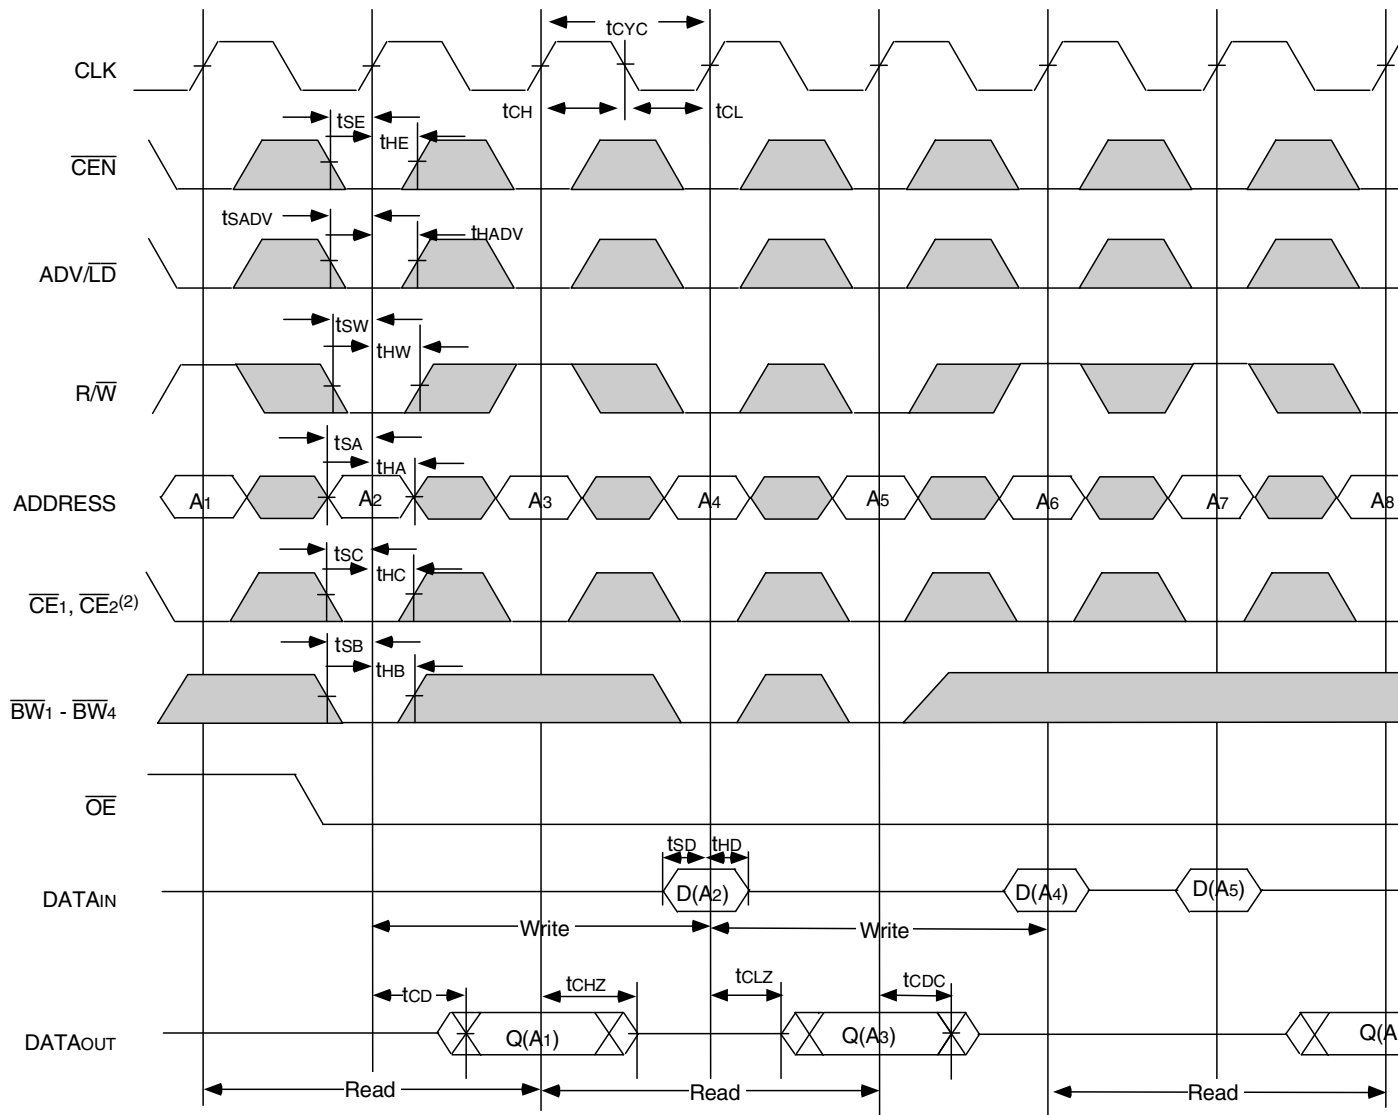 tCYC
CLK
tCH
tCL
tSE
tHE
CEN
tSADV
tHADV
ADV/LD
tSW
tHW
R/W
tSA
tHA
ADDRESS
A1 A2 A3 A4 A5 A6 A7 A8
tSC
tHC
CE1, CE2(2)
tSB
tHB
BW1 - BW4
OE
tSD tHD
DATAIN
D(A2) D(A4) D(A5)
Write Write
tCD tCHZ tCLZ tCDC
DATAOUT
Q(A1) Q(A3) Q(A
Read Read Read